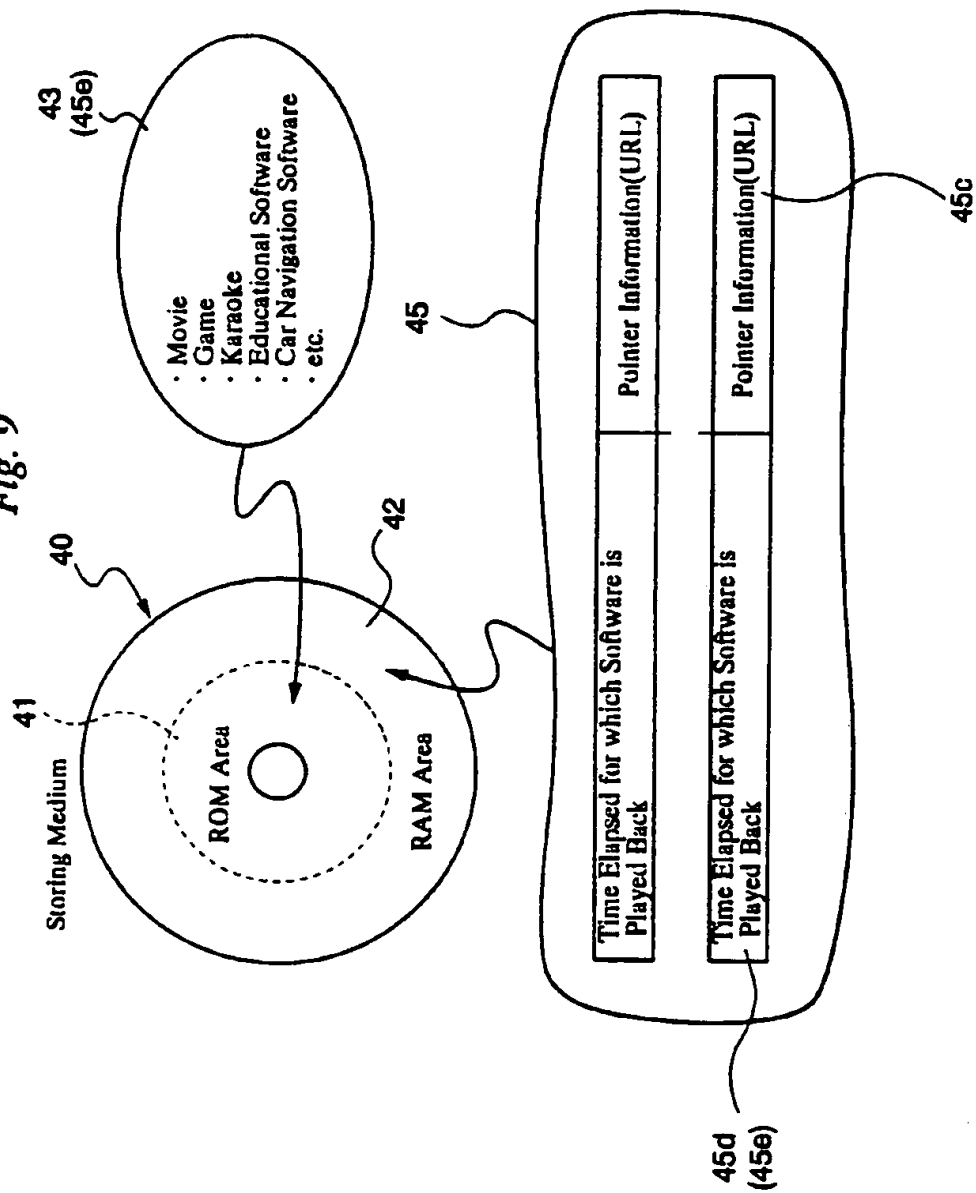 Fig. 9
Storing Medium
40
41
42
ROM Area
RAM Area
43
(45e)
· Movie
· Game
· Karaoke
· Educational Software
· Car Navigation Software
· etc.
45
Time Elapsed for which Software is
Played Back
Pointer Information(URL)
Time Elapsed for which Software is
Played Back
Pointer Information(URL)
45d
(45e)
45c